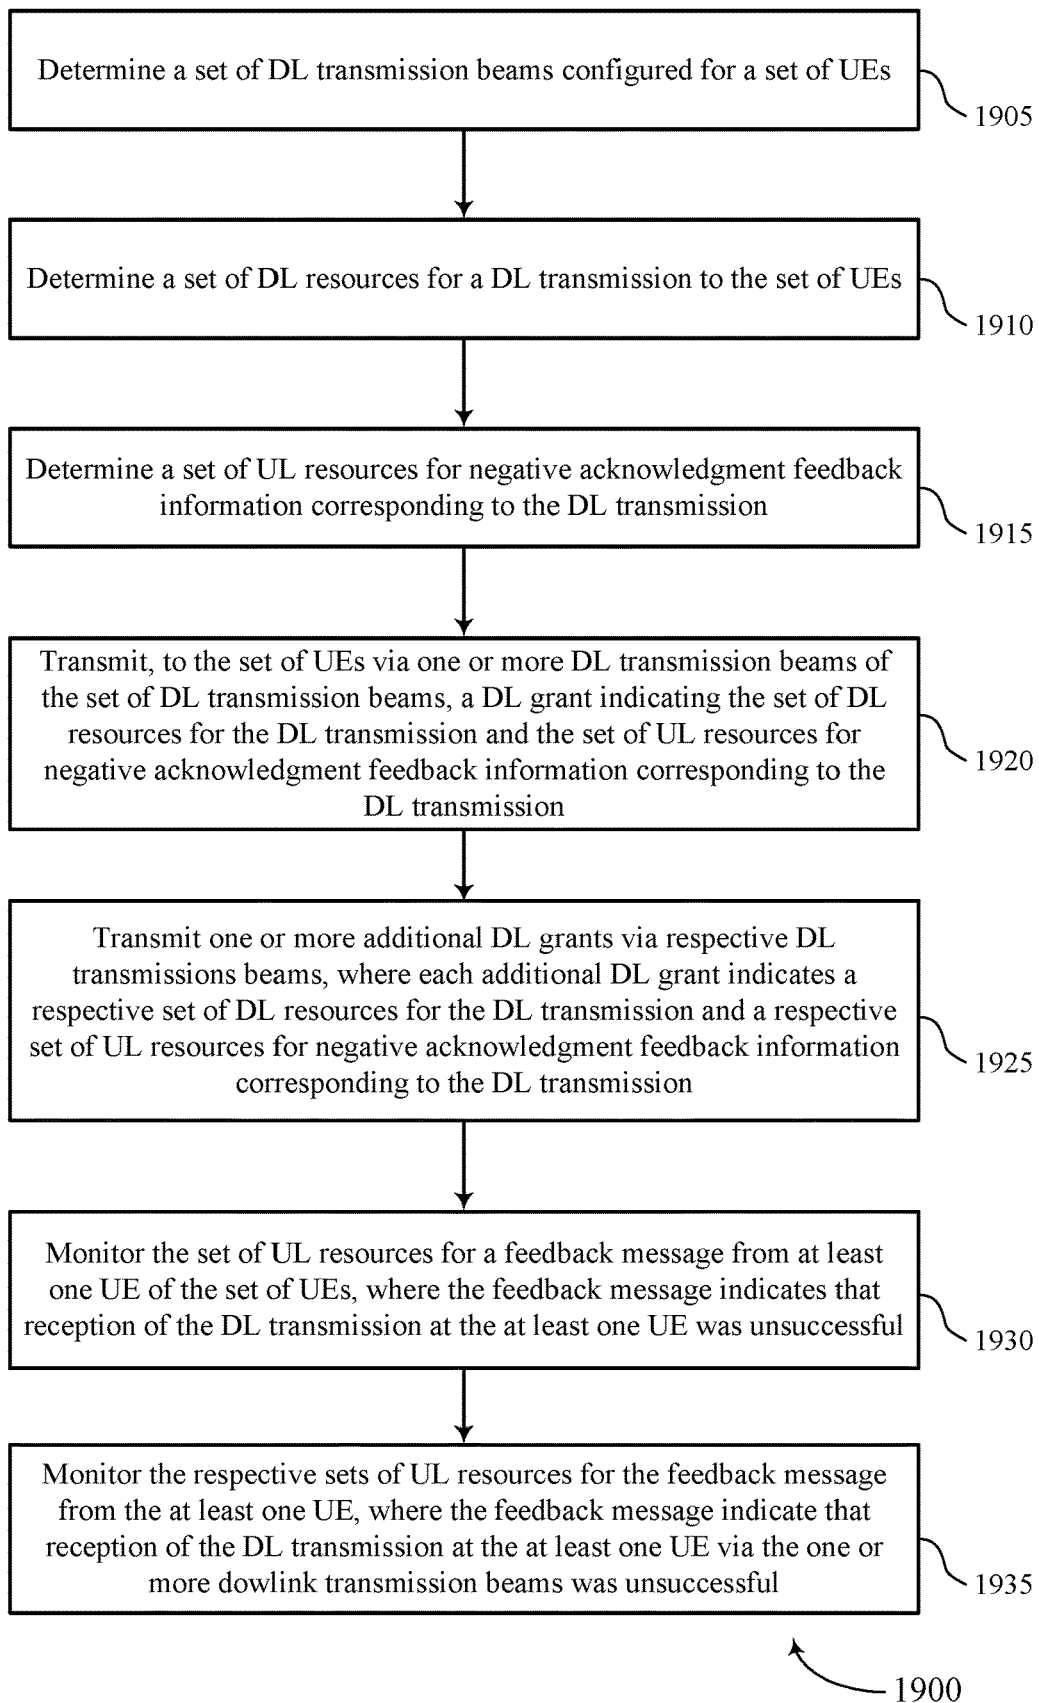 Determine a set of DL transmission beams configured for a set of UEs
1905
Determine a set of DL resources for a DL transmission to the set of UEs
1910
Determine a set of UL resources for negative acknowledgment feedback
information corresponding to the DL transmission
1915
Transmit, to the set of UEs via one or more DL transmission beams of
the set of DL transmission beams, a DL grant indicating the set of DL
resources for the DL transmission and the set of UL resources for
negative acknowledgment feedback information corresponding to the
DL transmission
1920
Transmit one or more additional DL grants via respective DL
transmissions beams, where each additional DL grant indicates a
respective set of DL resources for the DL transmission and a respective
set of UL resources for negative acknowledgment feedback information
corresponding to the DL transmission
1925
Monitor the set of UL resources for a feedback message from at least
one UE of the set of UEs, where the feedback message indicates that
reception of the DL transmission at the at least one UE was unsuccessful
1930
Monitor the respective sets of UL resources for the feedback message
from the at least one UE, where the feedback message indicate that
reception of the DL transmission at the at least one UE via the one or
more dowlink transmission beams was unsuccessful
1935
1900